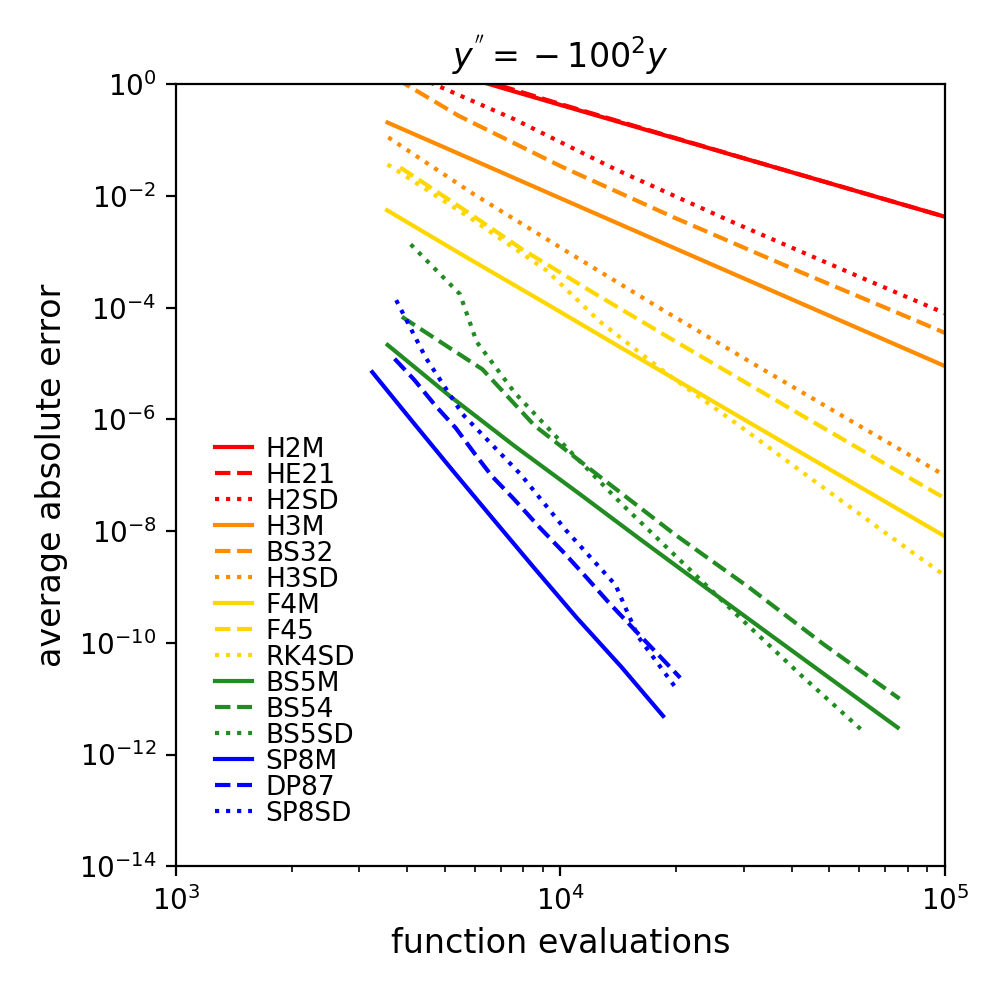 y″ = −100²y
10⁰
10⁻²
10⁻⁴
10⁻⁶
10⁻⁸
10⁻¹⁰
10⁻¹²
10⁻¹⁴
average absolute error
H2M
HE21
H2SD
H3M
BS32
H3SD
F4M
F45
RK4SD
BS5M
BS54
BS5SD
SP8M
DP87
SP8SD
10³
10⁴
10⁵
function evaluations